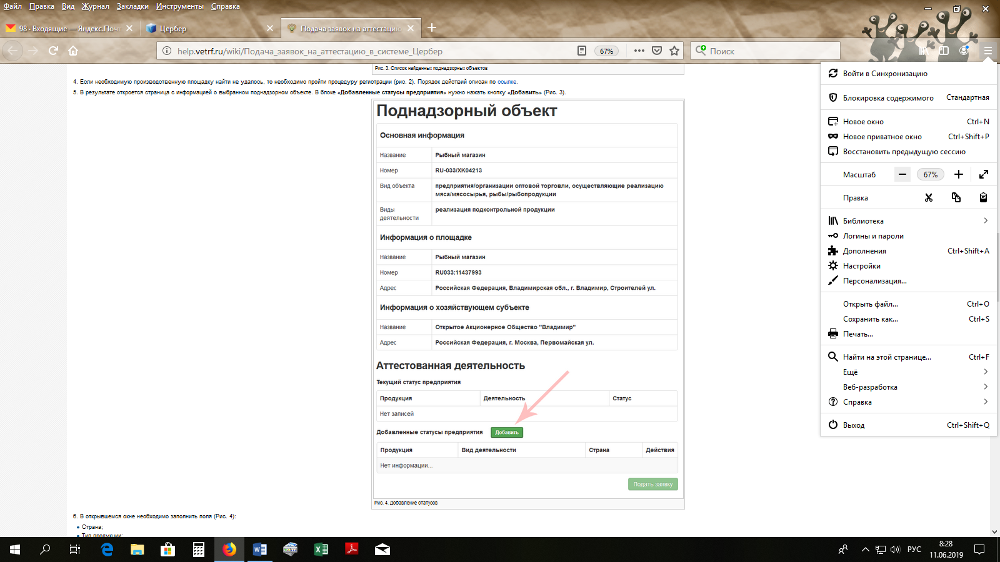 Файл Правка Вид Журнал Закладки Инструменты Справка
98 · Входящие — Яндекс.Почт
Цербер
Подача заявок на аттестацию
help.vetrf.ru/wiki/Подача_заявок_на_аттестацию_в_системе_Цербер
67%
Поиск
Рис. 3. Список найденных поднадзорных объектов
4. Если необходимую производственную площадку найти не удалось, то необходимо пройти процедуру регистрации (рис. 2). Порядок действий описан по ссылке.
5. В результате откроется страница с информацией о выбранном поднадзорном объекте. В блоке «Добавленные статусы предприятия» нужно нажать кнопку «Добавить» (Рис. 3).
Поднадзорный объект
Основная информация
Название Рыбный магазин
Номер RU-033/XK04213
Вид объекта предприятия/организации оптовой торговли, осуществляющие реализацию
мяса/мясосырья, рыбы/рыбопродукции
Виды реализация подконтрольной продукции
деятельности
Информация о площадке
Название Рыбный магазин
Номер RU033:11437993
Адрес Российская Федерация, Владимирская обл., г. Владимир, Строителей ул.
Информация о хозяйствующем субъекте
Название Открытое Акционерное Общество "Владимир"
Адрес Российская Федерация, г. Москва, Первомайская ул.
Аттестованная деятельность
Текущий статус предприятия
Продукция Деятельность Статус
Нет записей
Добавленные статусы предприятия Добавить
Продукция Вид деятельности Страна Действия
Нет информации...
Подать заявку
Рис. 4. Добавление статусов
6. В открывшемся окне необходимо заполнить поля (Рис. 4):
• Страна;
• Тип продукции;
Войти в Синхронизацию
Блокировка содержимого Стандартная
Новое окно Ctrl+N
Новое приватное окно Ctrl+Shift+P
Восстановить предыдущую сессию
Масштаб − 67% +
Правка
Библиотека
Логины и пароли
Дополнения Ctrl+Shift+A
Настройки
Персонализация...
Открыть файл... Ctrl+O
Сохранить как... Ctrl+S
Печать...
Найти на этой странице... Ctrl+F
Ещё
Веб-разработка
Справка
Выход Ctrl+Shift+Q
РУС
8:28
11.06.2019